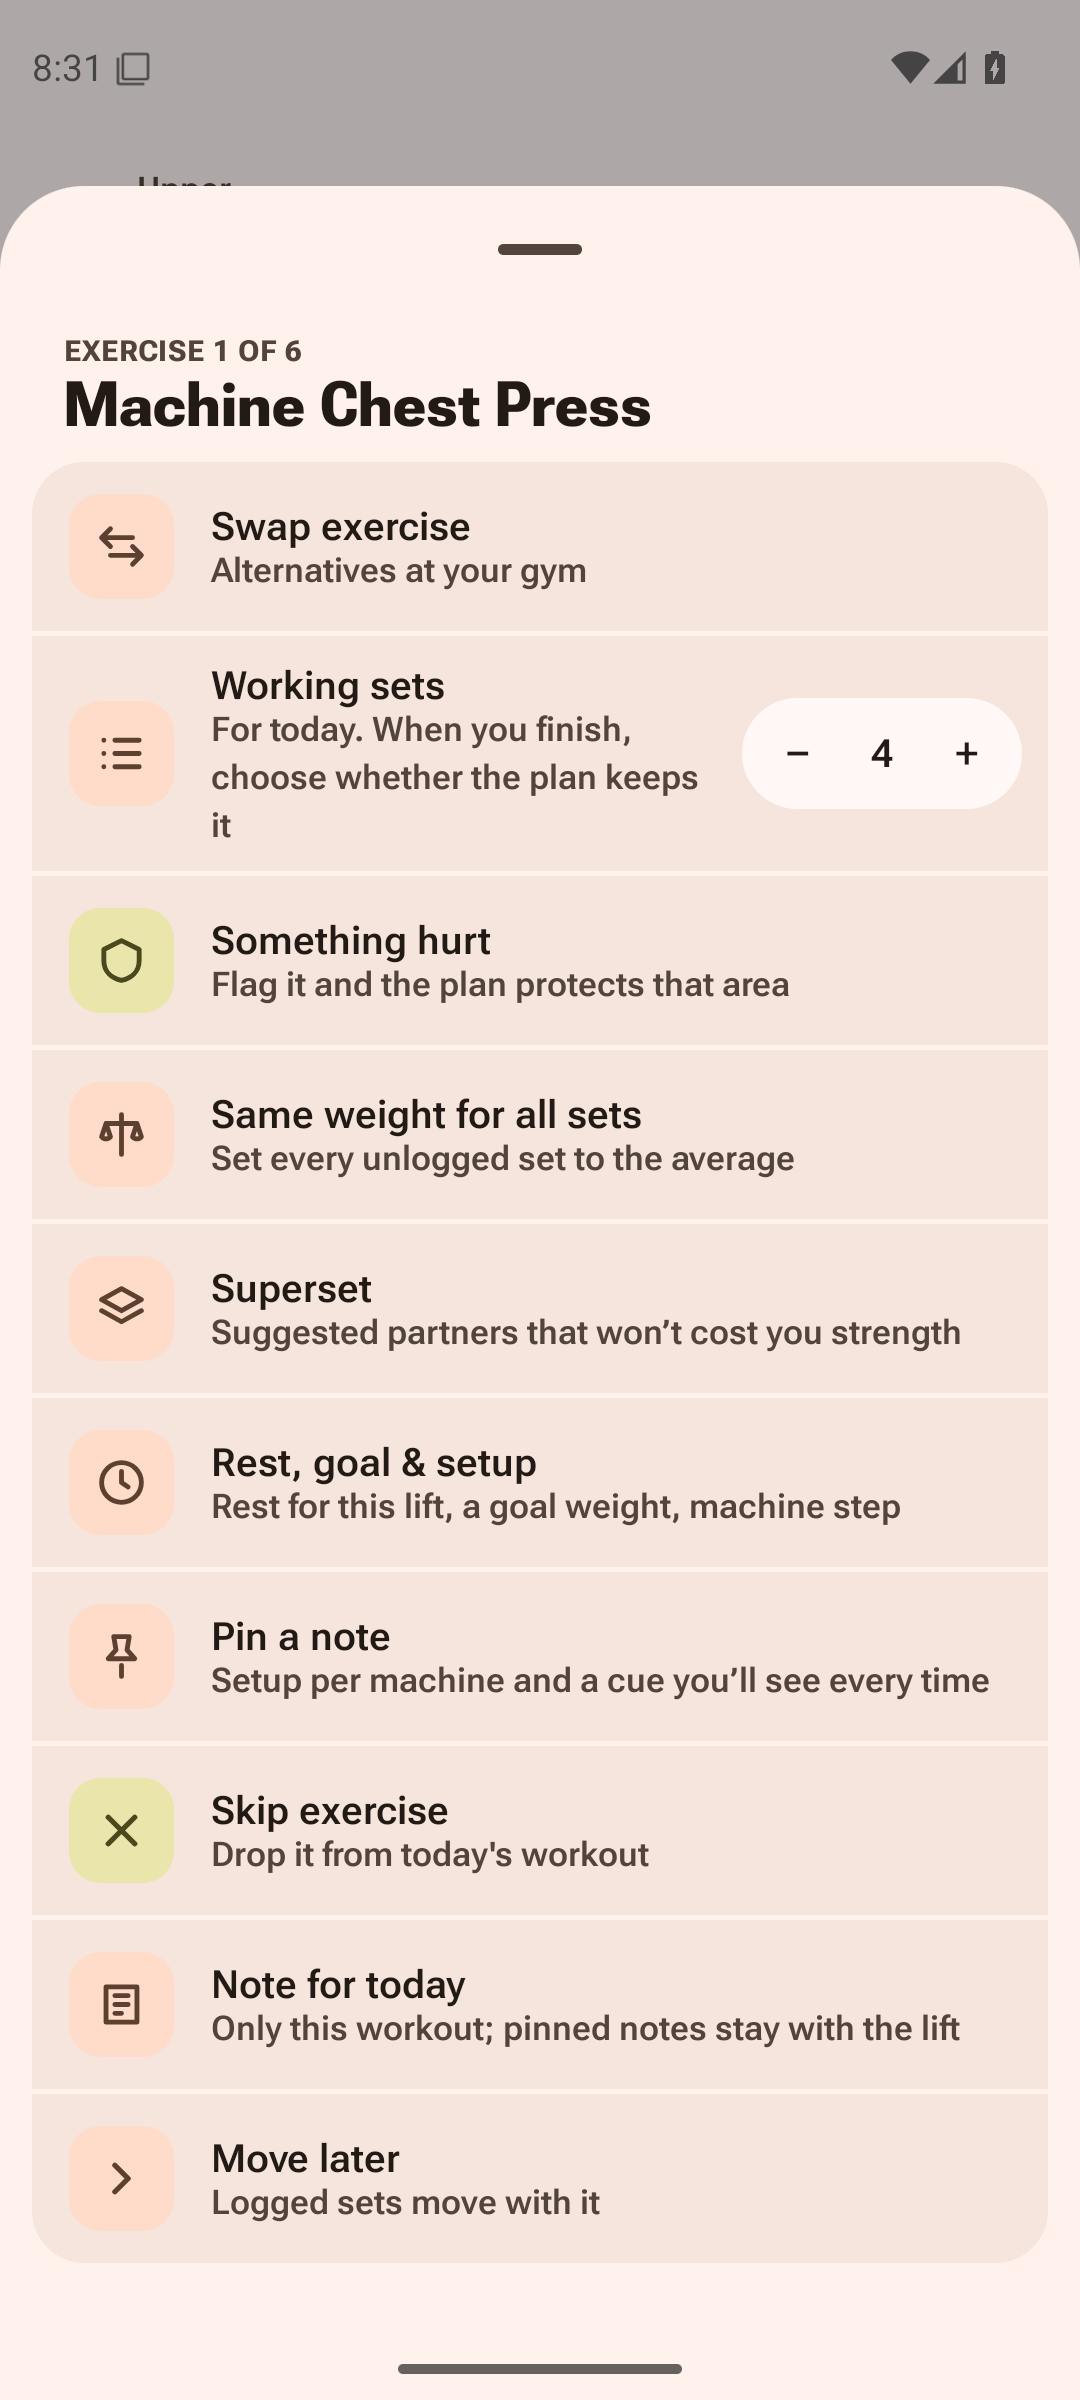 8:31
Upper
EXERCISE 1 OF 6
Machine Chest Press
Swap exercise
Alternatives at your gym
Working sets
For today. When you finish,
choose whether the plan keeps
it
− 4 +
Something hurt
Flag it and the plan protects that area
Same weight for all sets
Set every unlogged set to the average
Superset
Suggested partners that won’t cost you strength
Rest, goal & setup
Rest for this lift, a goal weight, machine step
Pin a note
Setup per machine and a cue you’ll see every time
Skip exercise
Drop it from today's workout
Note for today
Only this workout; pinned notes stay with the lift
Move later
Logged sets move with it